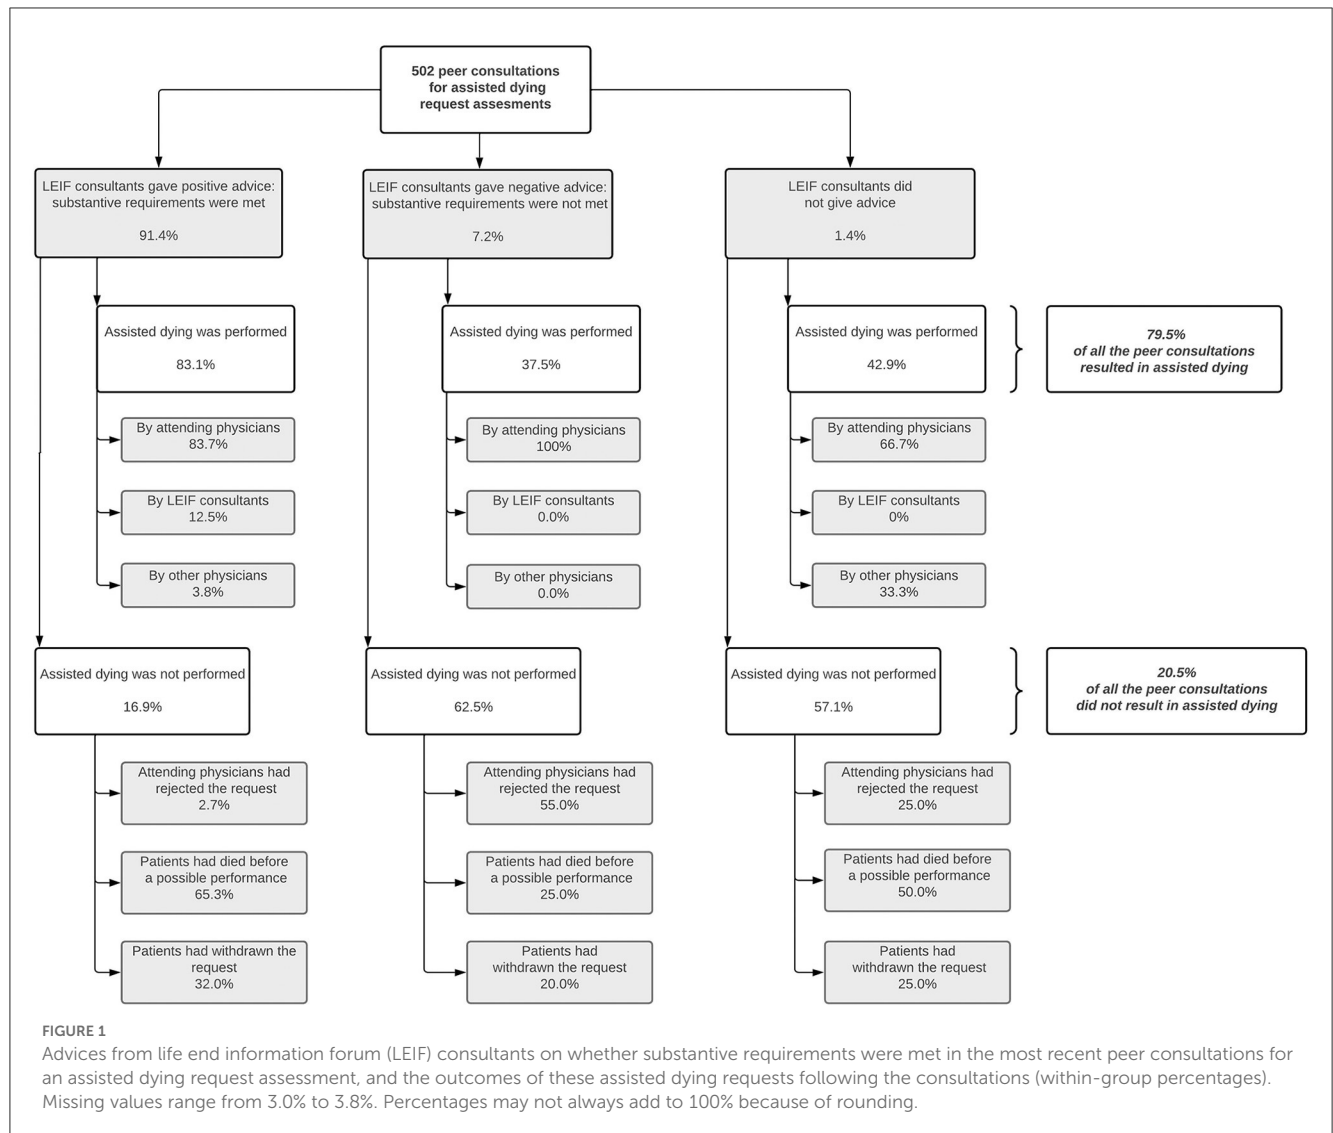 502 peer consultations
for assisted dying
request assesments
LEIF consultants gave positive advice:
substantive requirements were met
91.4%
LEIF consultants gave negative advice:
substantive requirements were not met
7.2%
LEIF consultants did
not give advice
1.4%
Assisted dying was performed
83.1%
Assisted dying was performed
37.5%
Assisted dying was performed
42.9%
79.5%
of all the peer consultations
resulted in assisted dying
By attending physicians
83.7%
By attending physicians
100%
By attending physicians
66.7%
By LEIF consultants
12.5%
By LEIF consultants
0.0%
By LEIF consultants
0%
By other physicians
3.8%
By other physicians
0.0%
By other physicians
33.3%
Assisted dying was not performed
16.9%
Assisted dying was not performed
62.5%
Assisted dying was not performed
57.1%
20.5%
of all the peer consultations
did not result in assisted dying
Attending physicians had
rejected the request
2.7%
Attending physicians had
rejected the request
55.0%
Attending physicians had
rejected the request
25.0%
Patients had died before
a possible performance
65.3%
Patients had died before
a possible performance
25.0%
Patients had died before
a possible performance
50.0%
Patients had withdrawn the
request
32.0%
Patients had
withdrawn the request
20.0%
Patients had
withdrawn the request
25.0%
FIGURE 1
Advices from life end information forum (LEIF) consultants on whether substantive requirements were met in the most recent peer consultations for
an assisted dying request assessment, and the outcomes of these assisted dying requests following the consultations (within-group percentages).
Missing values range from 3.0% to 3.8%. Percentages may not always add to 100% because of rounding.